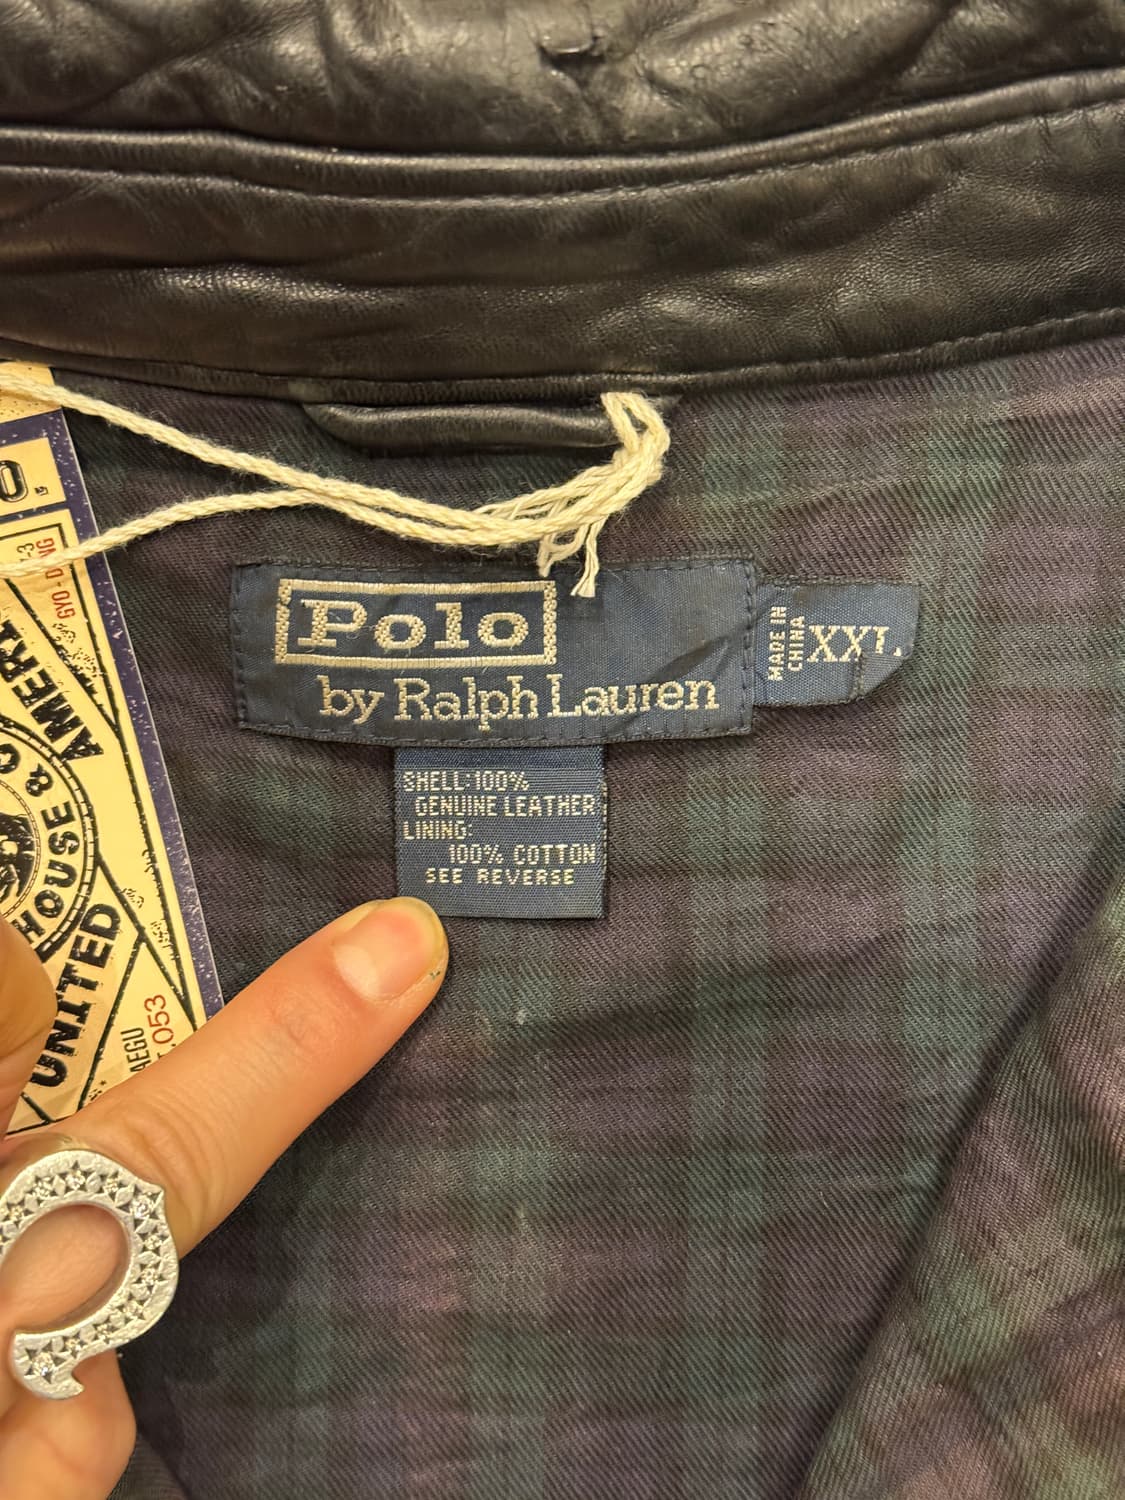 Polo
by Ralph Lauren
MADE IN
CHINA
XXL
SHELL:100%
GENUINE LEATHER
LINING:
100% COTTON
SEE REVERSE
HOUSE &
UNITED